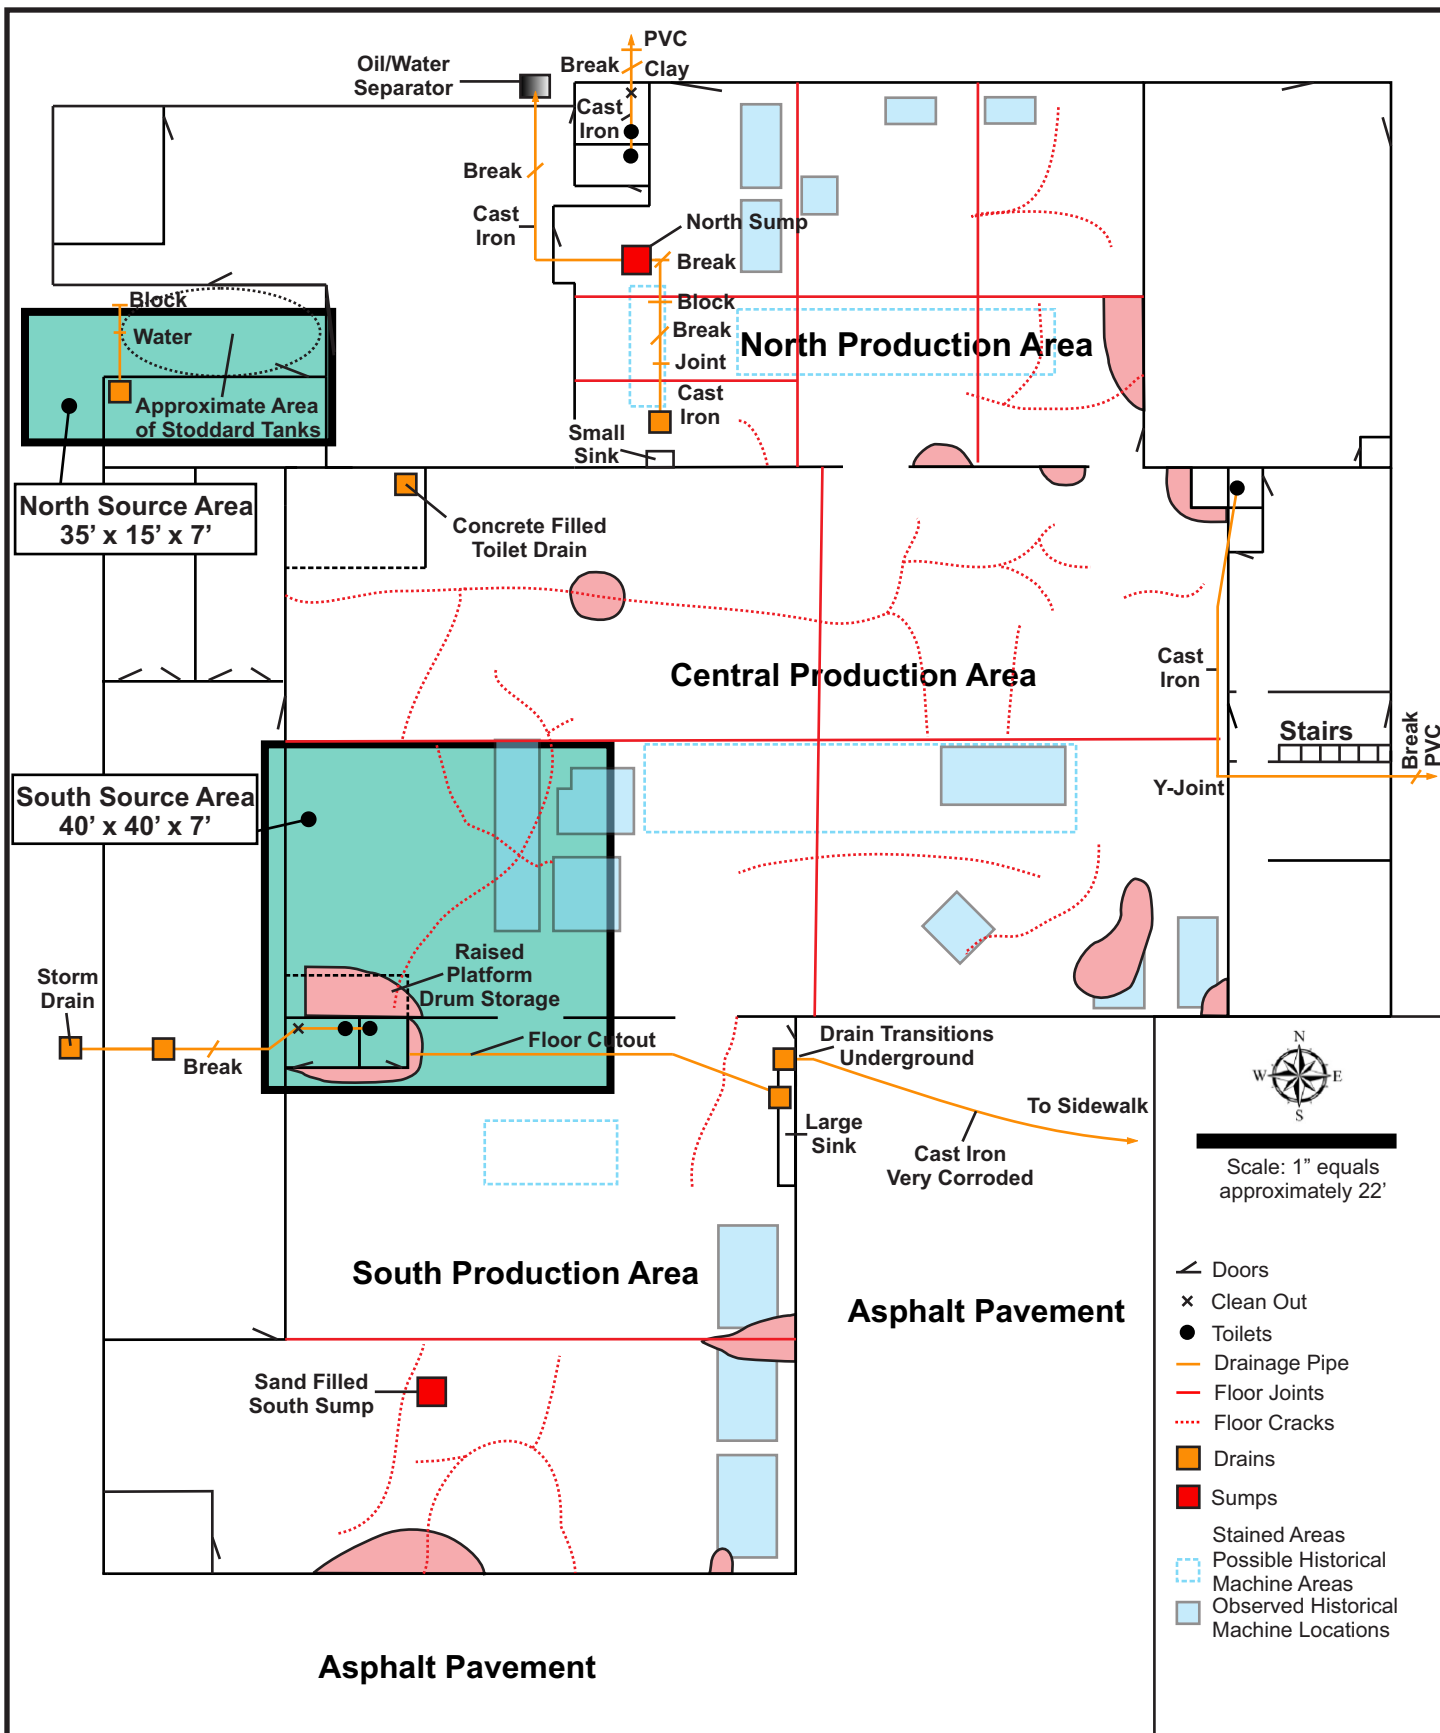 PVC
Oil/Water
Separator
Break
Clay
Cast
Iron
Break
Cast
Iron
North Sump
Break
Block
Block
Water
Break
North Production Area
Joint
Cast
Iron
Approximate Area
of Stoddard Tanks
Small
Sink
North Source Area
35’ x 15’ x 7’
Concrete Filled
Toilet Drain
Central Production Area
Cast
Iron
Stairs
Break
PVC
Y-Joint
South Source Area
40’ x 40’ x 7’
Raised
Platform
Drum Storage
Storm
Drain
Break
Floor Cutout
Drain Transitions
Underground
To Sidewalk
Large
Sink
Cast Iron
Very Corroded
N
W
E
S
Scale: 1” equals
approximately 22’
South Production Area
Asphalt Pavement
Sand Filled
South Sump
Doors
Clean Out
Toilets
Drainage Pipe
Floor Joints
Floor Cracks
Drains
Sumps
Stained Areas
Possible Historical
Machine Areas
Observed Historical
Machine Locations
Asphalt Pavement